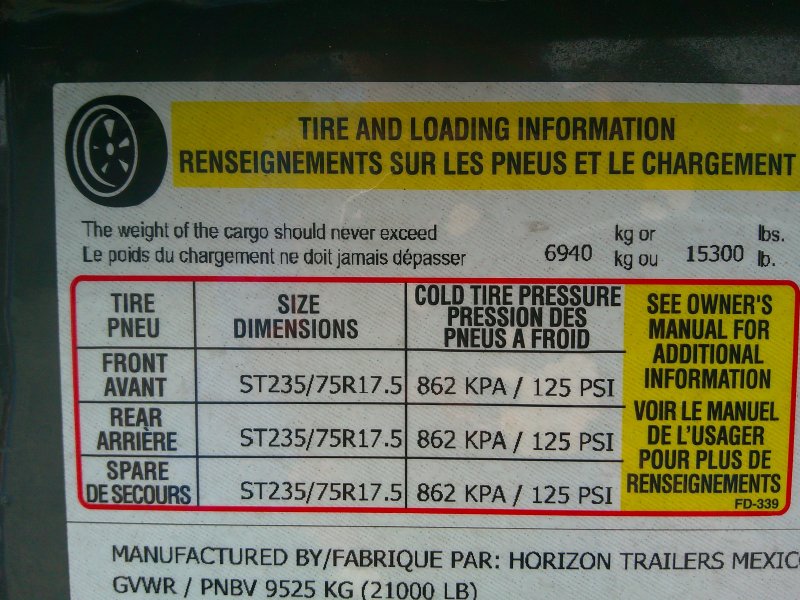 TIRE AND LOADING INFORMATION
RENSEIGNEMENTS SUR LES PNEUS ET LE CHARGEMENT
The weight of the cargo should never exceed kg or lbs.
Le poids du chargement ne doit jamais dépasser 6940 kg ou 15300 lb.
TIRE
PNEU
SIZE
DIMENSIONS
COLD TIRE PRESSURE
PRESSION DES
PNEUS A FROID
FRONT
AVANT
ST235/75R17.5
862 KPA / 125 PSI
REAR
ARRIÈRE
ST235/75R17.5
862 KPA / 125 PSI
SPARE
DE SECOURS
ST235/75R17.5
862 KPA / 125 PSI
SEE OWNER'S
MANUAL FOR
ADDITIONAL
INFORMATION
VOIR LE MANUEL
DE L'USAGER
POUR PLUS DE
RENSEIGNEMENTS
FD-339
MANUFACTURED BY/FABRIQUE PAR: HORIZON TRAILERS MEXICO
GVWR / PNBV 9525 KG (21000 LB)